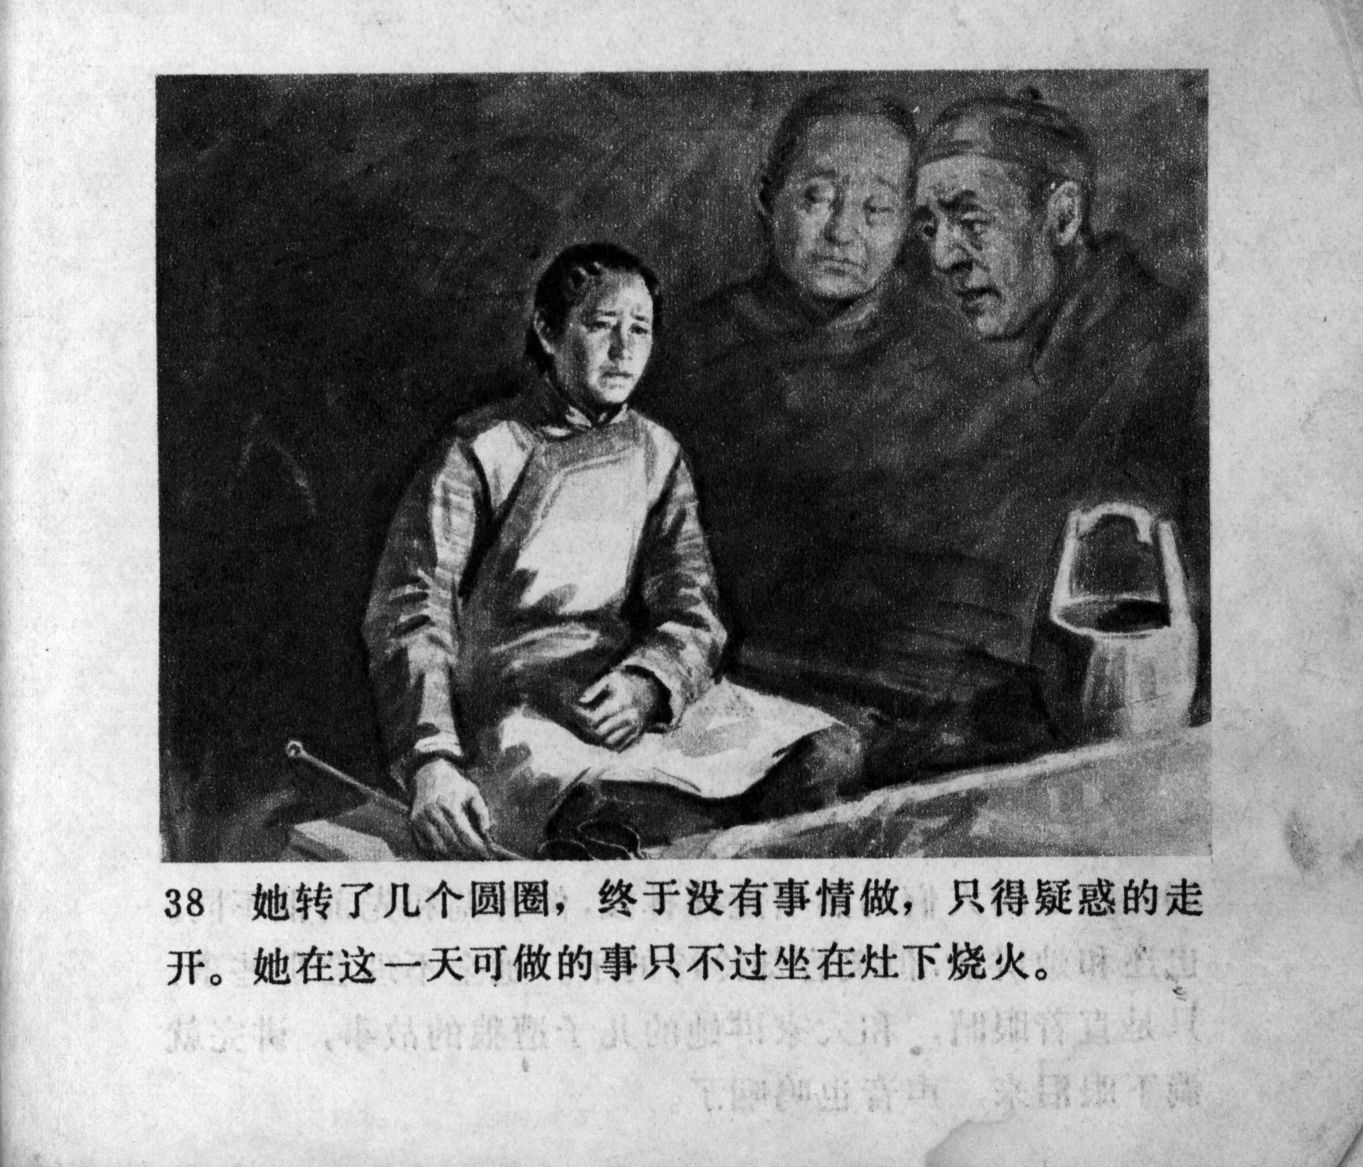 38 她转了几个圆圈，终于没有事情做，只得疑惑的走
开。她在这一天可做的事只不过坐在灶下烧火。